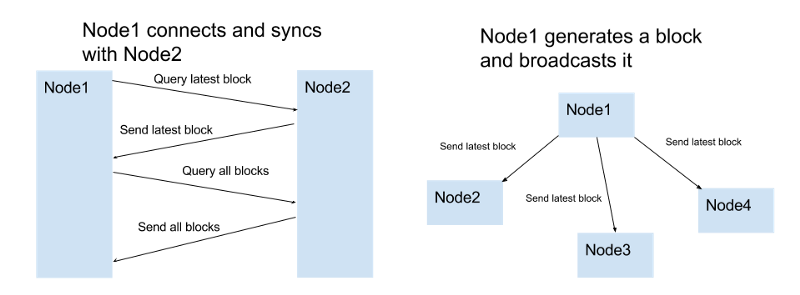 Node1 connects and syncs
with Node2
Node1
Node2
Query latest block
Send latest block
Query all blocks
Send all blocks
Node1 generates a block
and broadcasts it
Node1
Send latest block
Send latest block
Send latest block
Node2
Node4
Node3